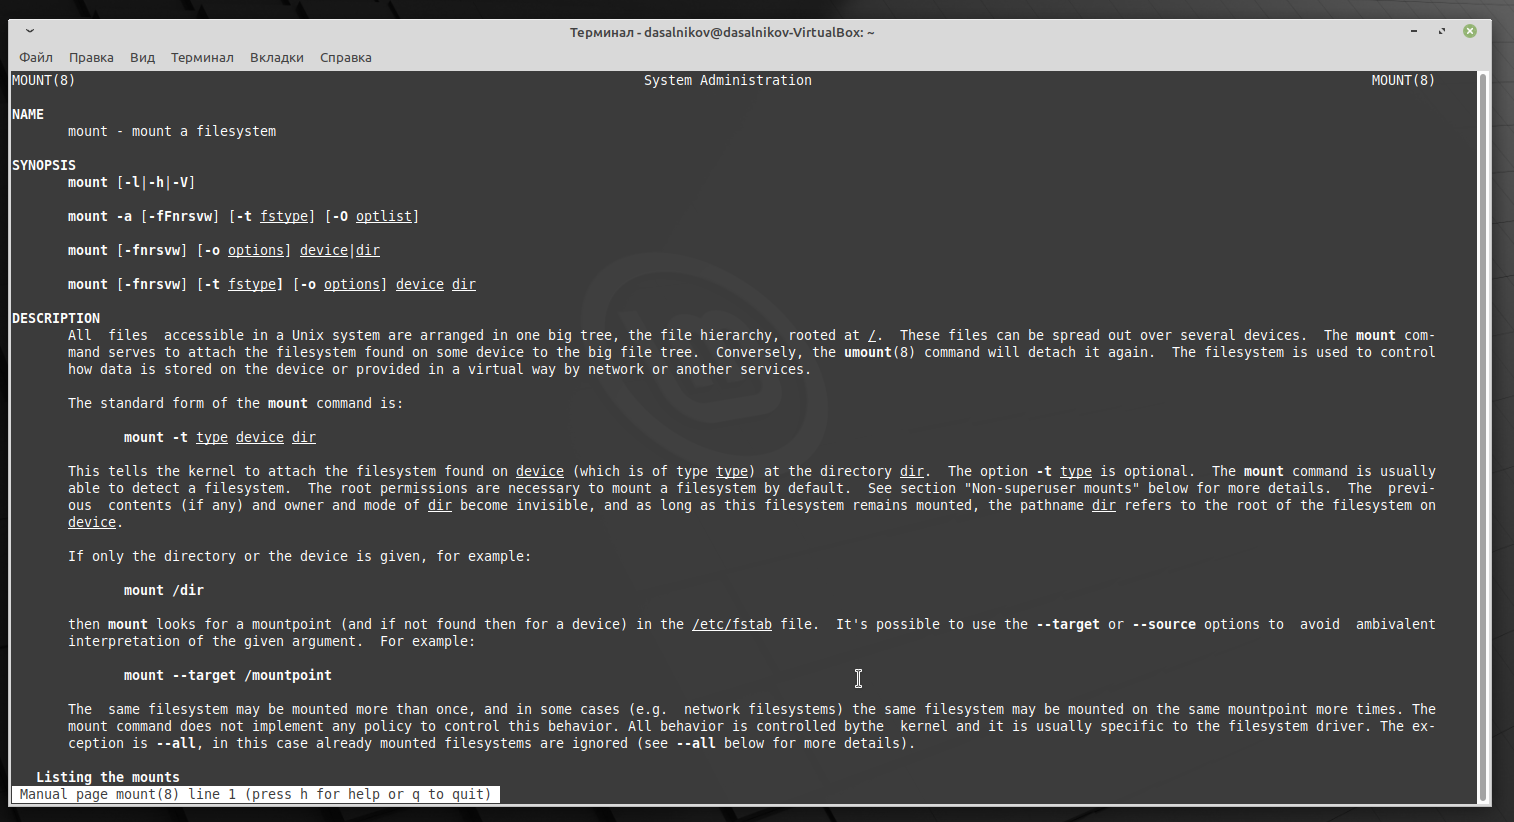 Терминал - dasalnikov@dasalnikov-VirtualBox: ~
Файл Правка Вид Терминал Вкладки Справка
MOUNT(8) System Administration MOUNT(8)
NAME
mount - mount a filesystem
SYNOPSIS
mount [-l|-h|-V]
mount -a [-fFnrsvw] [-t fstype] [-O optlist]
mount [-fnrsvw] [-o options] device|dir
mount [-fnrsvw] [-t fstype] [-o options] device dir
DESCRIPTION
All files accessible in a Unix system are arranged in one big tree, the file hierarchy, rooted at /. These files can be spread out over several devices. The mount com-
mand serves to attach the filesystem found on some device to the big file tree. Conversely, the umount(8) command will detach it again. The filesystem is used to control
how data is stored on the device or provided in a virtual way by network or another services.
The standard form of the mount command is:
mount -t type device dir
This tells the kernel to attach the filesystem found on device (which is of type type) at the directory dir. The option -t type is optional. The mount command is usually
able to detect a filesystem. The root permissions are necessary to mount a filesystem by default. See section "Non-superuser mounts" below for more details. The previ-
ous contents (if any) and owner and mode of dir become invisible, and as long as this filesystem remains mounted, the pathname dir refers to the root of the filesystem on
device.
If only the directory or the device is given, for example:
mount /dir
then mount looks for a mountpoint (and if not found then for a device) in the /etc/fstab file. It's possible to use the --target or --source options to avoid ambivalent
interpretation of the given argument. For example:
mount --target /mountpoint
The same filesystem may be mounted more than once, and in some cases (e.g. network filesystems) the same filesystem may be mounted on the same mountpoint more times. The
mount command does not implement any policy to control this behavior. All behavior is controlled bythe kernel and it is usually specific to the filesystem driver. The ex-
ception is --all, in this case already mounted filesystems are ignored (see --all below for more details).
Listing the mounts
Manual page mount(8) line 1 (press h for help or q to quit)